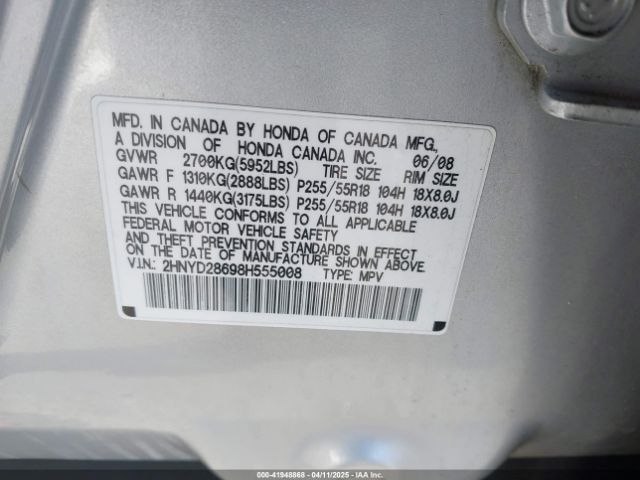 MFD. IN CANADA BY HONDA OF CANADA MFG.,
A DIVISION OF HONDA CANADA INC. 06/08
GVWR 2700KG(5952LBS) TIRE SIZE RIM SIZE
GAWR F 1310KG(2888LBS) P255/55R18 104H 18X8.0J
GAWR R 1440KG(3175LBS) P255/55R18 104H 18X8.0J
THIS VEHICLE CONFORMS TO ALL APPLICABLE
FEDERAL MOTOR VEHICLE SAFETY
AND THEFT PREVENTION STANDARDS IN EFFECT
ON THE DATE OF MANUFACTURE SHOWN ABOVE.
V.I.N.: 2HNYD28698H555008 TYPE: MPV
000-41948868 - 04/11/2025 - IAA Inc.